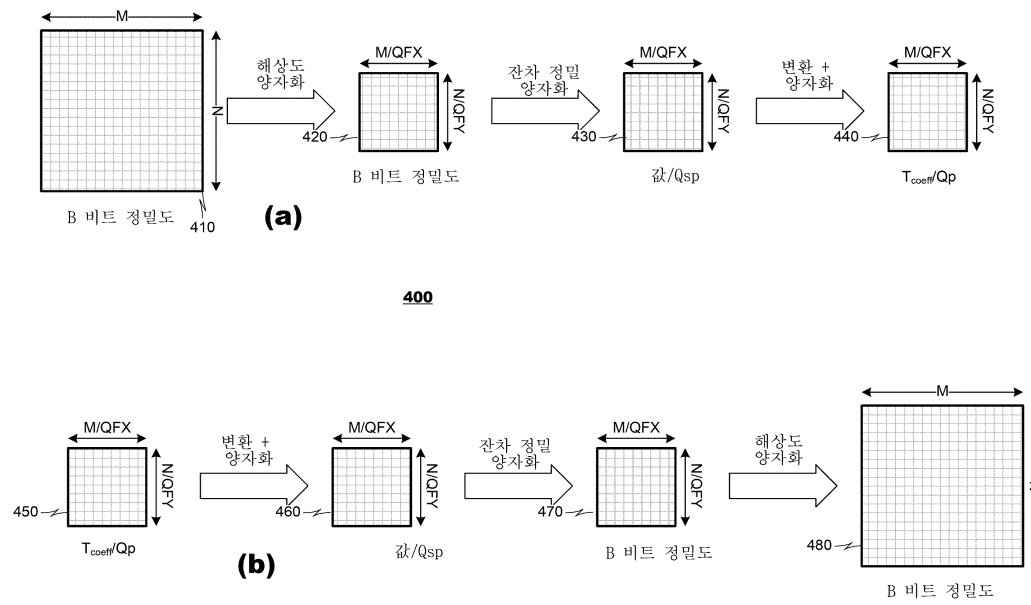 M
N
해상도
양자화
M/QFX
N/QFY
420
B 비트 정밀도
잔차 정밀
양자화
M/QFX
N/QFY
430
값/Qsp
변환 +
양자화
M/QFX
N/QFY
440
Tcoeff/Qp
B 비트 정밀도
410
(a)
400
M/QFX
N/QFY
450
Tcoeff/Qp
변환 +
양자화
M/QFX
N/QFY
460
값/Qsp
(b)
잔차 정밀
양자화
M/QFX
N/QFY
470
B 비트 정밀도
해상도
양자화
M
480
B 비트 정밀도